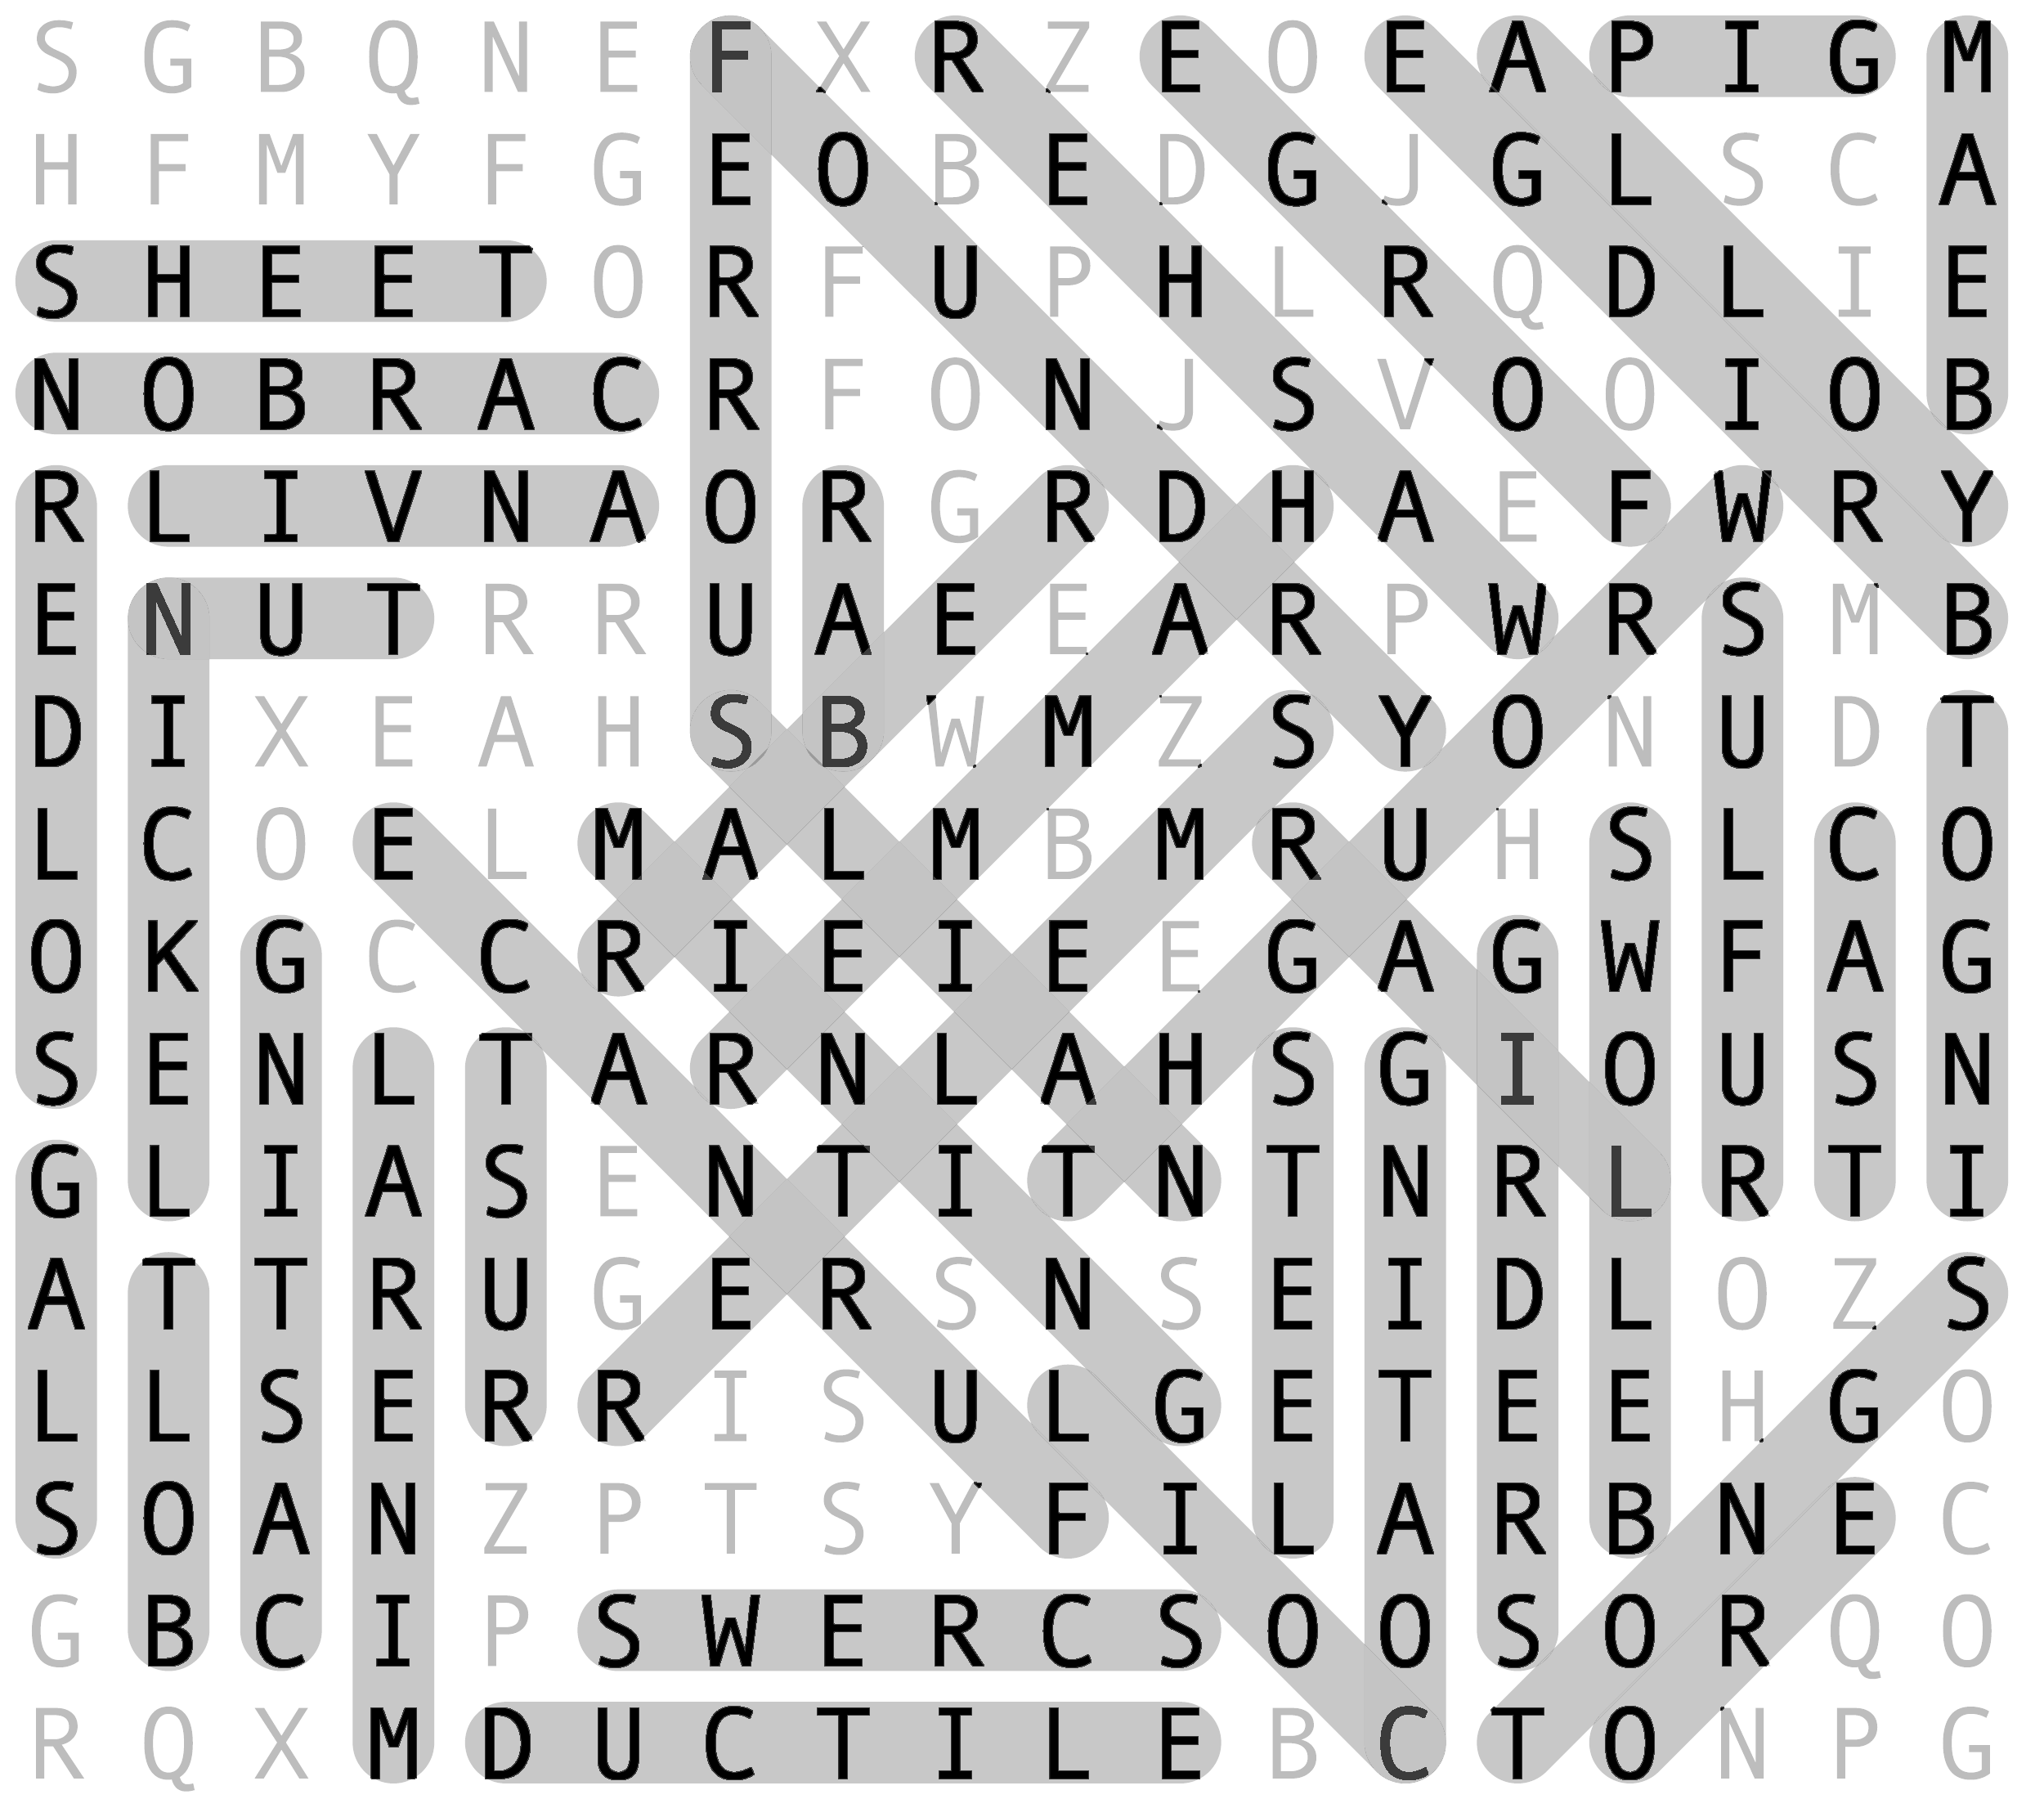 S G B Q N E F X R Z E O E A P I G M
H F M Y F G E O B E D G J G L S C A
S H E E T O R F U P H L R Q D L I E
N O B R A C R F O N J S V O O I O B
R L I V N A O R G R D H A E F W R Y
E N U T R R U A E E A R P W R S M B
D I X E A H S B W M Z S Y O N U D T
L C O E L M A L M B M R U H S L C O
O K G C C R I E I E E G A G W F A G
S E N L T A R N L A H S G I O U S N
G L I A S E N T I T N T N R L R T I
A T T R U G E R S N S E I D L O Z S
L L S E R R I S U L G E T E E H G O
S O A N Z P T S Y F I L A R B N E C
G B C I P S W E R C S O O S O R Q O
R Q X M D U C T I L E B C T O N P G